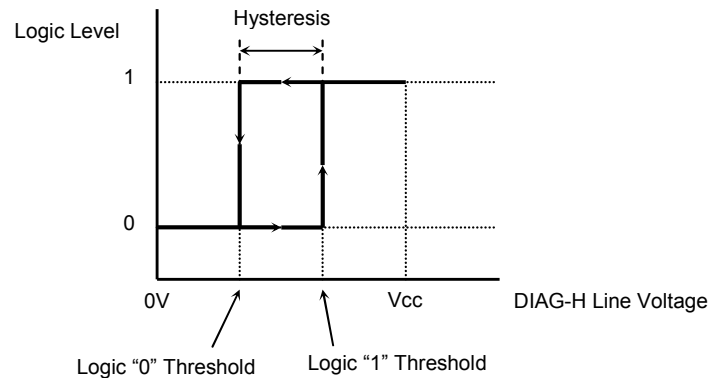 Hysteresis
Logic Level
1
0
0V
Vcc
DIAG-H Line Voltage
Logic “0” Threshold
Logic “1” Threshold